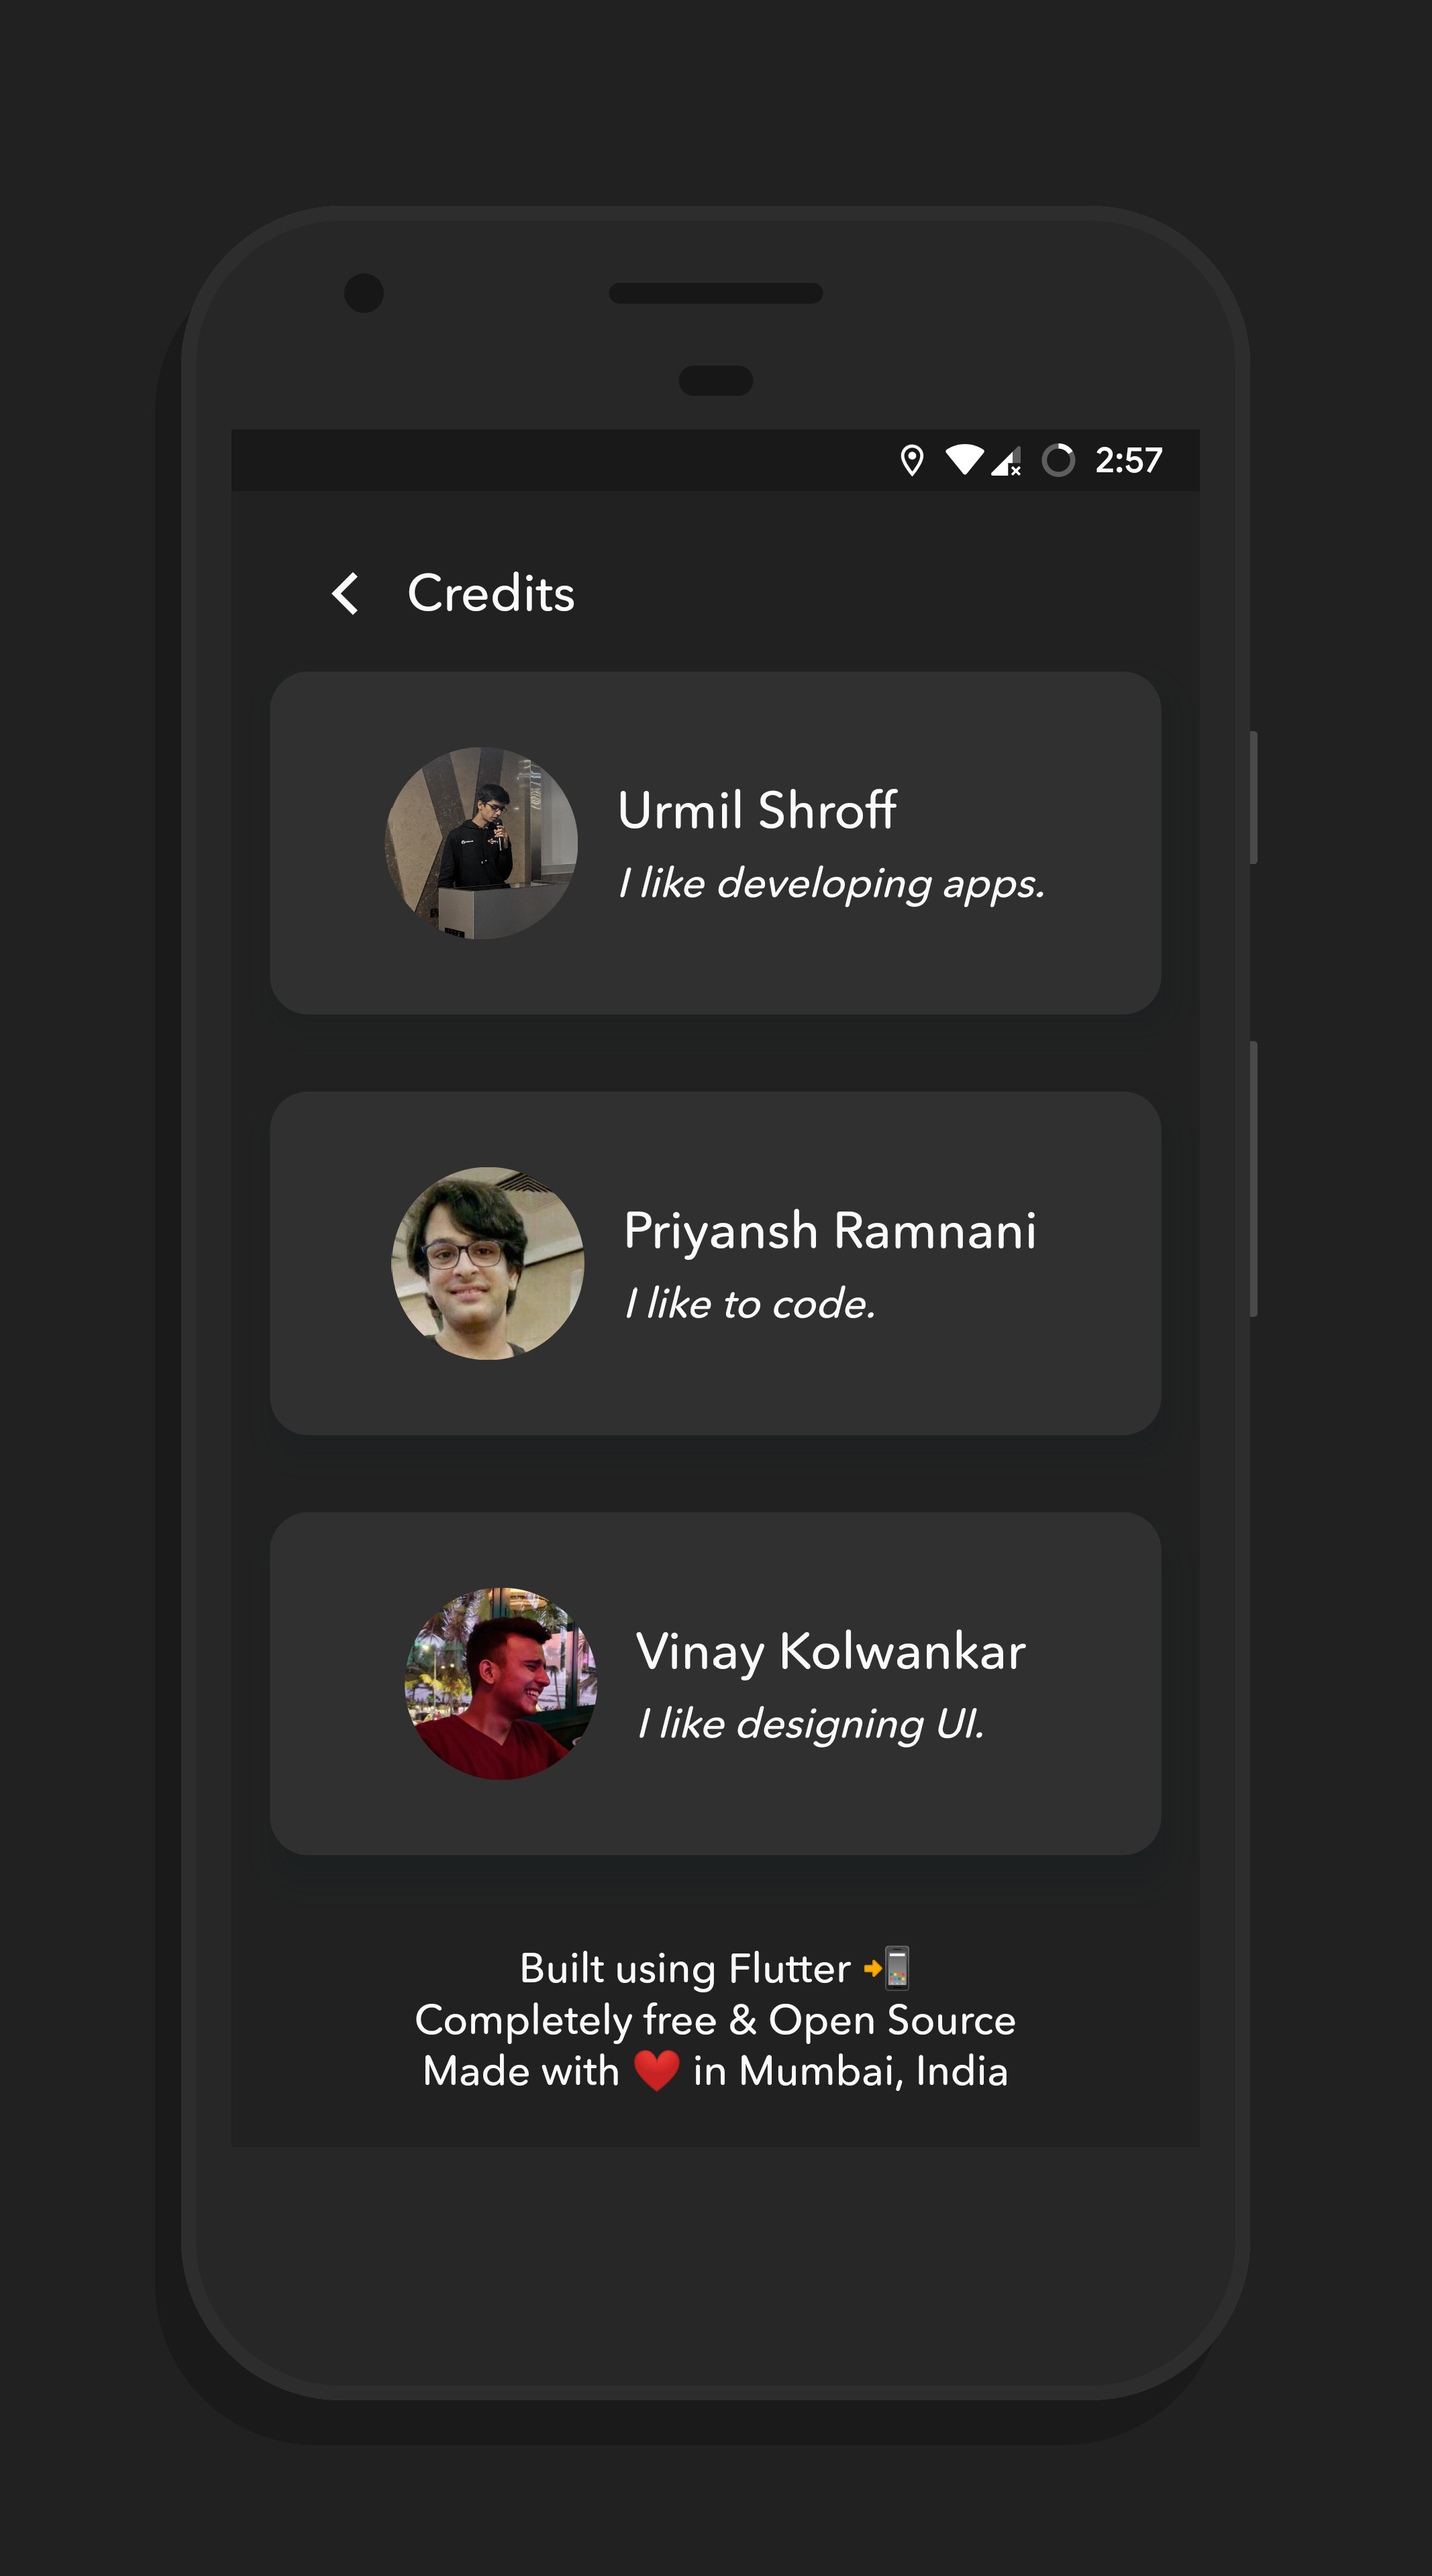 2:57
Credits
Urmil Shroff
I like developing apps.
Priyansh Ramnani
I like to code.
Vinay Kolwankar
I like designing UI.
Built using Flutter 📲
Completely free & Open Source
Made with ❤️ in Mumbai, India